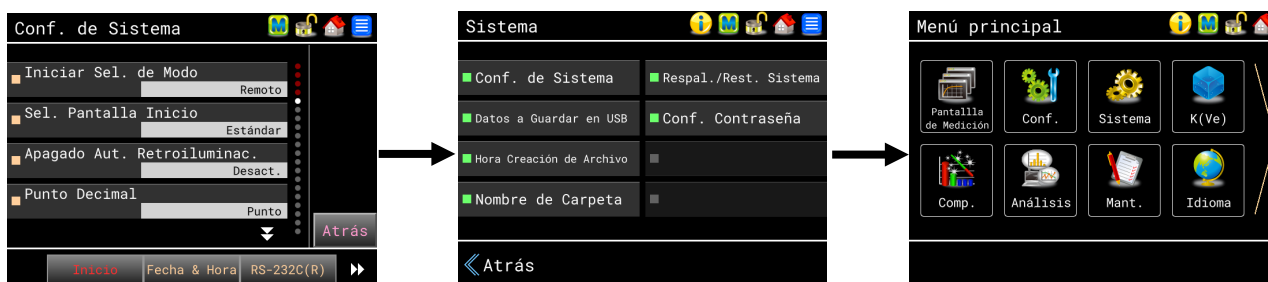 Conf. de Sistema
M
Iniciar Sel. de Modo
Remoto
Sel. Pantalla Inicio
Estándar
Apagado Aut. Retroiluminac.
Desact.
Punto Decimal
Punto
Atrás
Inicio
Fecha & Hora
RS-232C(R)
Sistema
i M
Conf. de Sistema
Respal./Rest. Sistema
Datos a Guardar en USB
Conf. Contraseña
Hora Creación de Archivo
Nombre de Carpeta
Atrás
Menú principal
i M
Pantallla
de Medición
Conf.
Sistema
K(Ve)
Comp.
Análisis
Mant.
Idioma